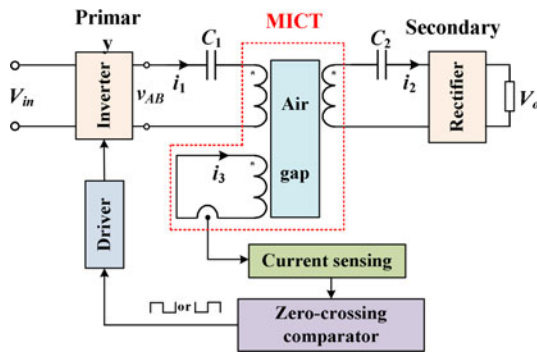 Primar
y
MICT
Secondary
C1
C2
i1
i2
Vin
vAB
Inverter
Air
gap
Rectifier
Vo
i3
Driver
Current sensing
or
Zero-crossing
comparator